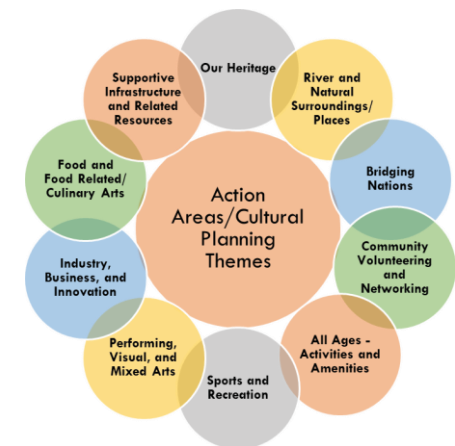 Our Heritage
River and
Natural
Surroundings/
Places
Bridging
Nations
Community
Volunteering
and
Networking
All Ages -
Activities and
Amenities
Sports and
Recreation
Performing,
Visual, and
Mixed Arts
Industry,
Business, and
Innovation
Food and
Food Related/
Culinary Arts
Supportive
Infrastructure
and Related
Resources
Action
Areas/Cultural
Planning
Themes